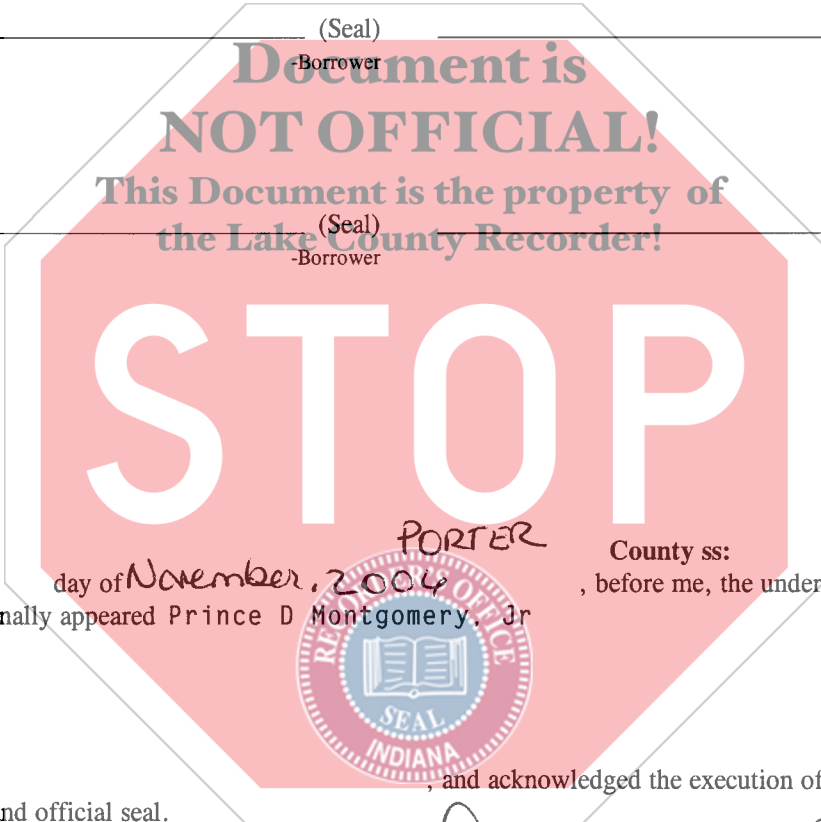 (Seal)
-Borrower
Document is
NOT OFFICIAL!
This Document is the property of
the Lake County Recorder!
(Seal)
-Borrower
STOP
PORTER
County ss:
day of November, 2004
, before me, the under
nally appeared Prince D Montgomery, Jr
RECORDER'S OFFICE
SEAL
INDIANA
, and acknowledged the execution of
nd official seal.